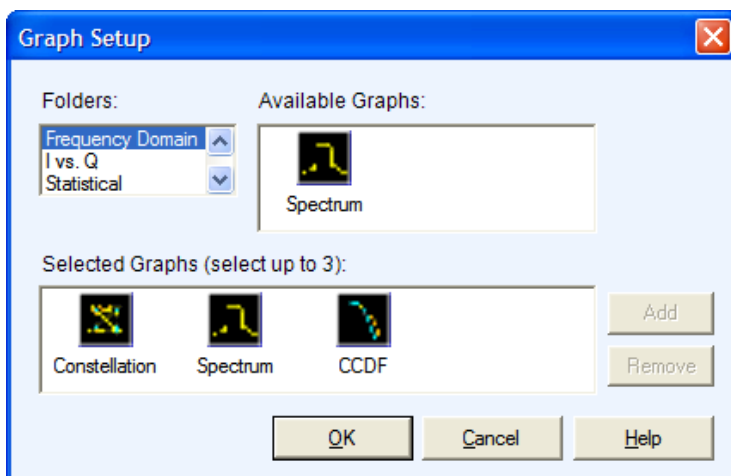 Graph Setup
Folders:
Available Graphs:
Frequency Domain
I vs. Q
Statistical
Spectrum
Selected Graphs (select up to 3):
Constellation
Spectrum
CCDF
Add
Remove
OK
Cancel
Help